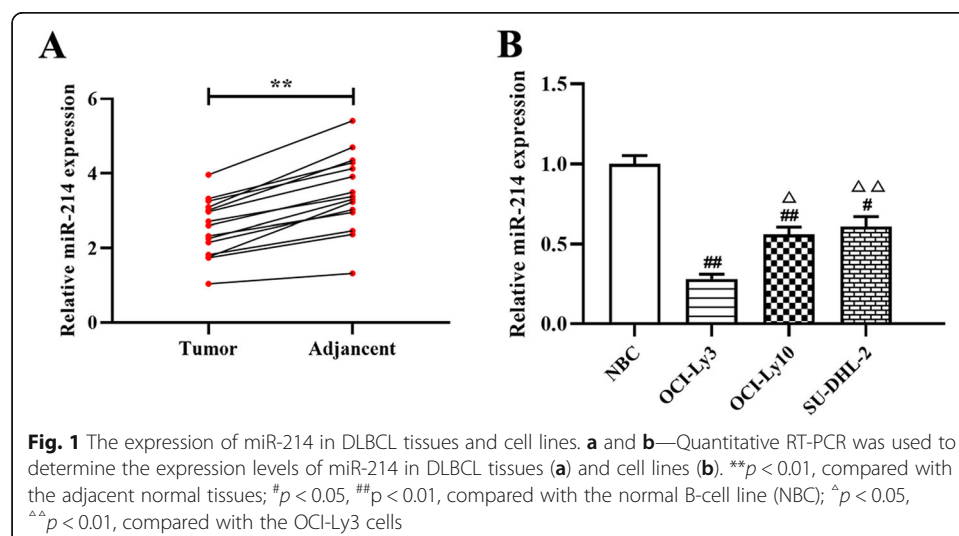 A
B
**
Relative miR-214 expression
6
4
2
0
Tumor Adjancent
Relative miR-214 expression
1.5
1.0
0.5
0.0
##
△
##
△ △
#
NBC
OCI-Ly3
OCI-Ly10
SU-DHL-2
Fig. 1 The expression of miR-214 in DLBCL tissues and cell lines. a and b—Quantitative RT-PCR was used to
determine the expression levels of miR-214 in DLBCL tissues (a) and cell lines (b). **p < 0.01, compared with
the adjacent normal tissues; #p < 0.05, ##p < 0.01, compared with the normal B-cell line (NBC); △p < 0.05,
△△p < 0.01, compared with the OCI-Ly3 cells